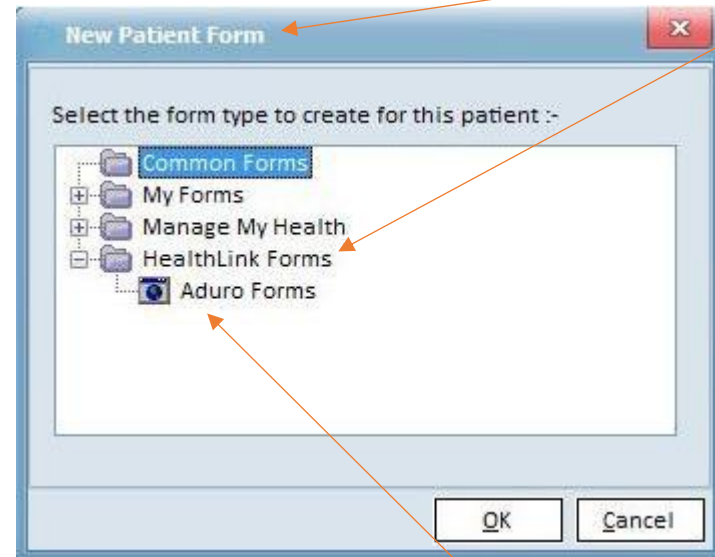 New Patient Form
Select the form type to create for this patient :-
Common Forms
My Forms
Manage My Health
HealthLink Forms
Aduro Forms
OK
Cancel